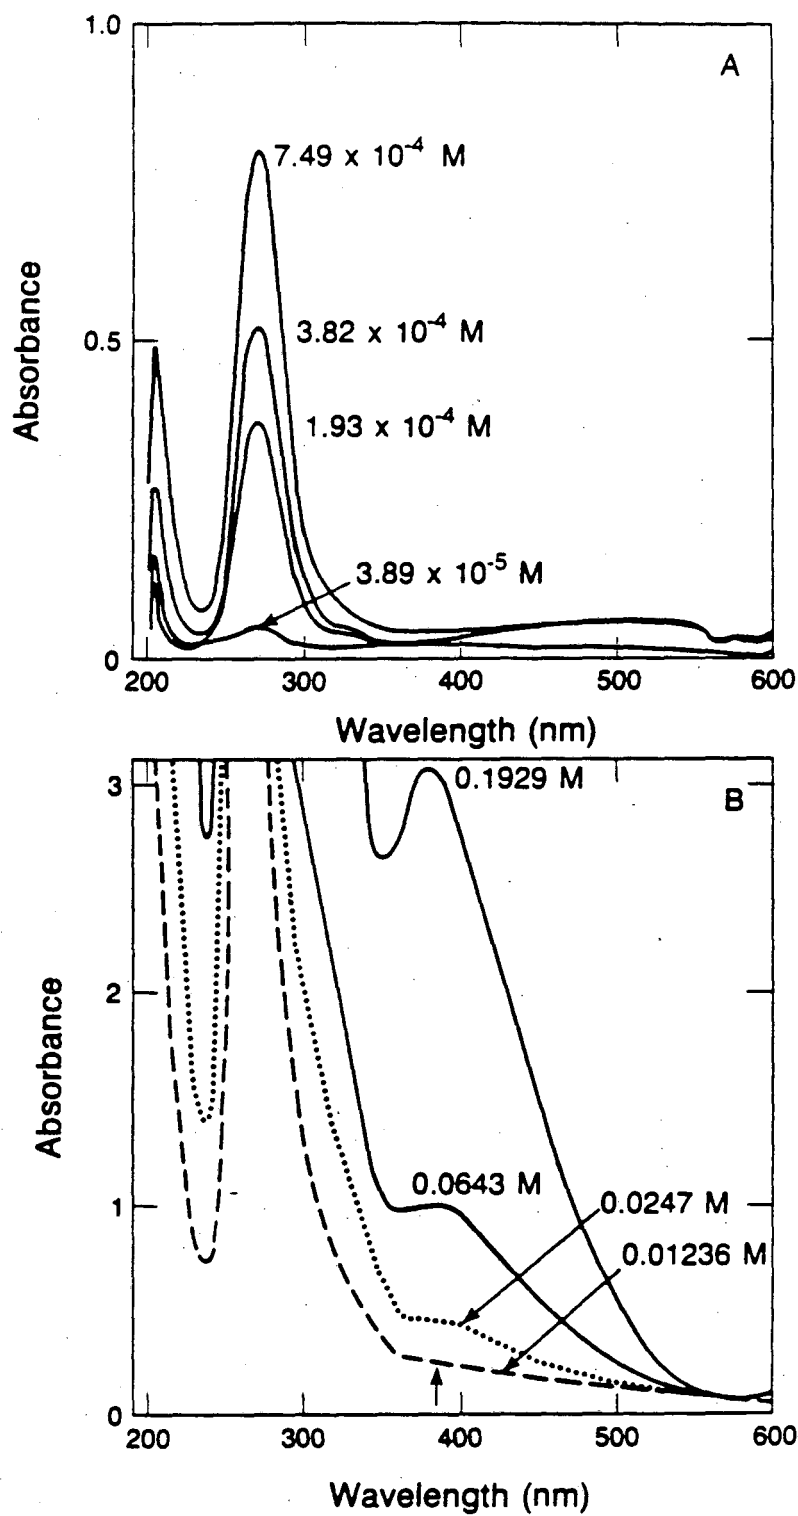 1.0
A
7.49 x 10⁻⁴ M
Absorbance
0.5
3.82 x 10⁻⁴ M
1.93 x 10⁻⁴ M
3.89 x 10⁻⁵ M
0
200 300 400 500 600
Wavelength (nm)
3
0.1929 M
B
2
Absorbance
1
0.0643 M
0.0247 M
0.01236 M
0
200 300 400 500 600
Wavelength (nm)